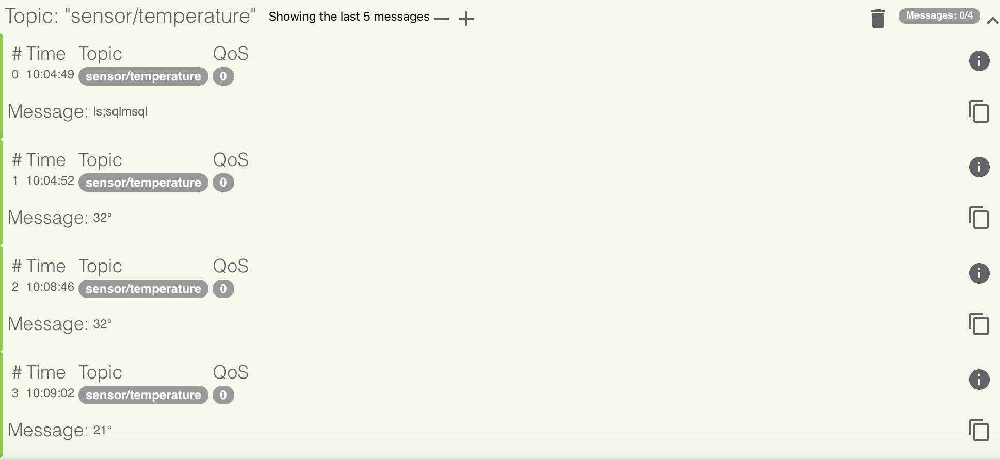 Topic: "sensor/temperature" Showing the last 5 messages Messages: 0/4
# Time Topic QoS
0 10:04:49 sensor/temperature 0
Message: ls;sqlmsql
# Time Topic QoS
1 10:04:52 sensor/temperature 0
Message: 32°
# Time Topic QoS
2 10:08:46 sensor/temperature 0
Message: 32°
# Time Topic QoS
3 10:09:02 sensor/temperature 0
Message: 21°